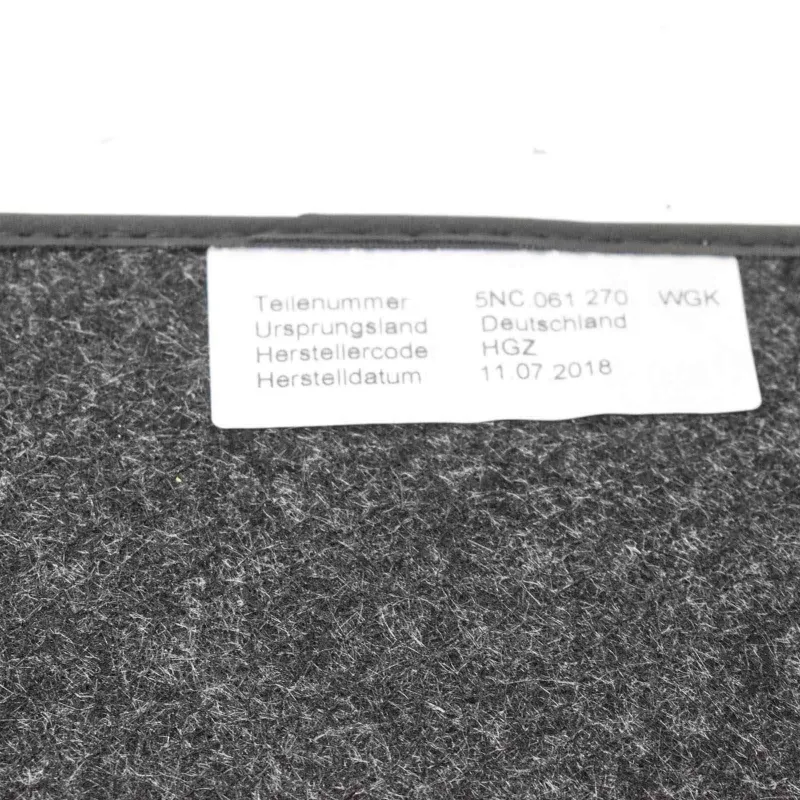 Teilenummer 5NC 061 270 WGK
Ursprungsland Deutschland
Herstellercode HGZ
Herstelldatum 11.07.2018